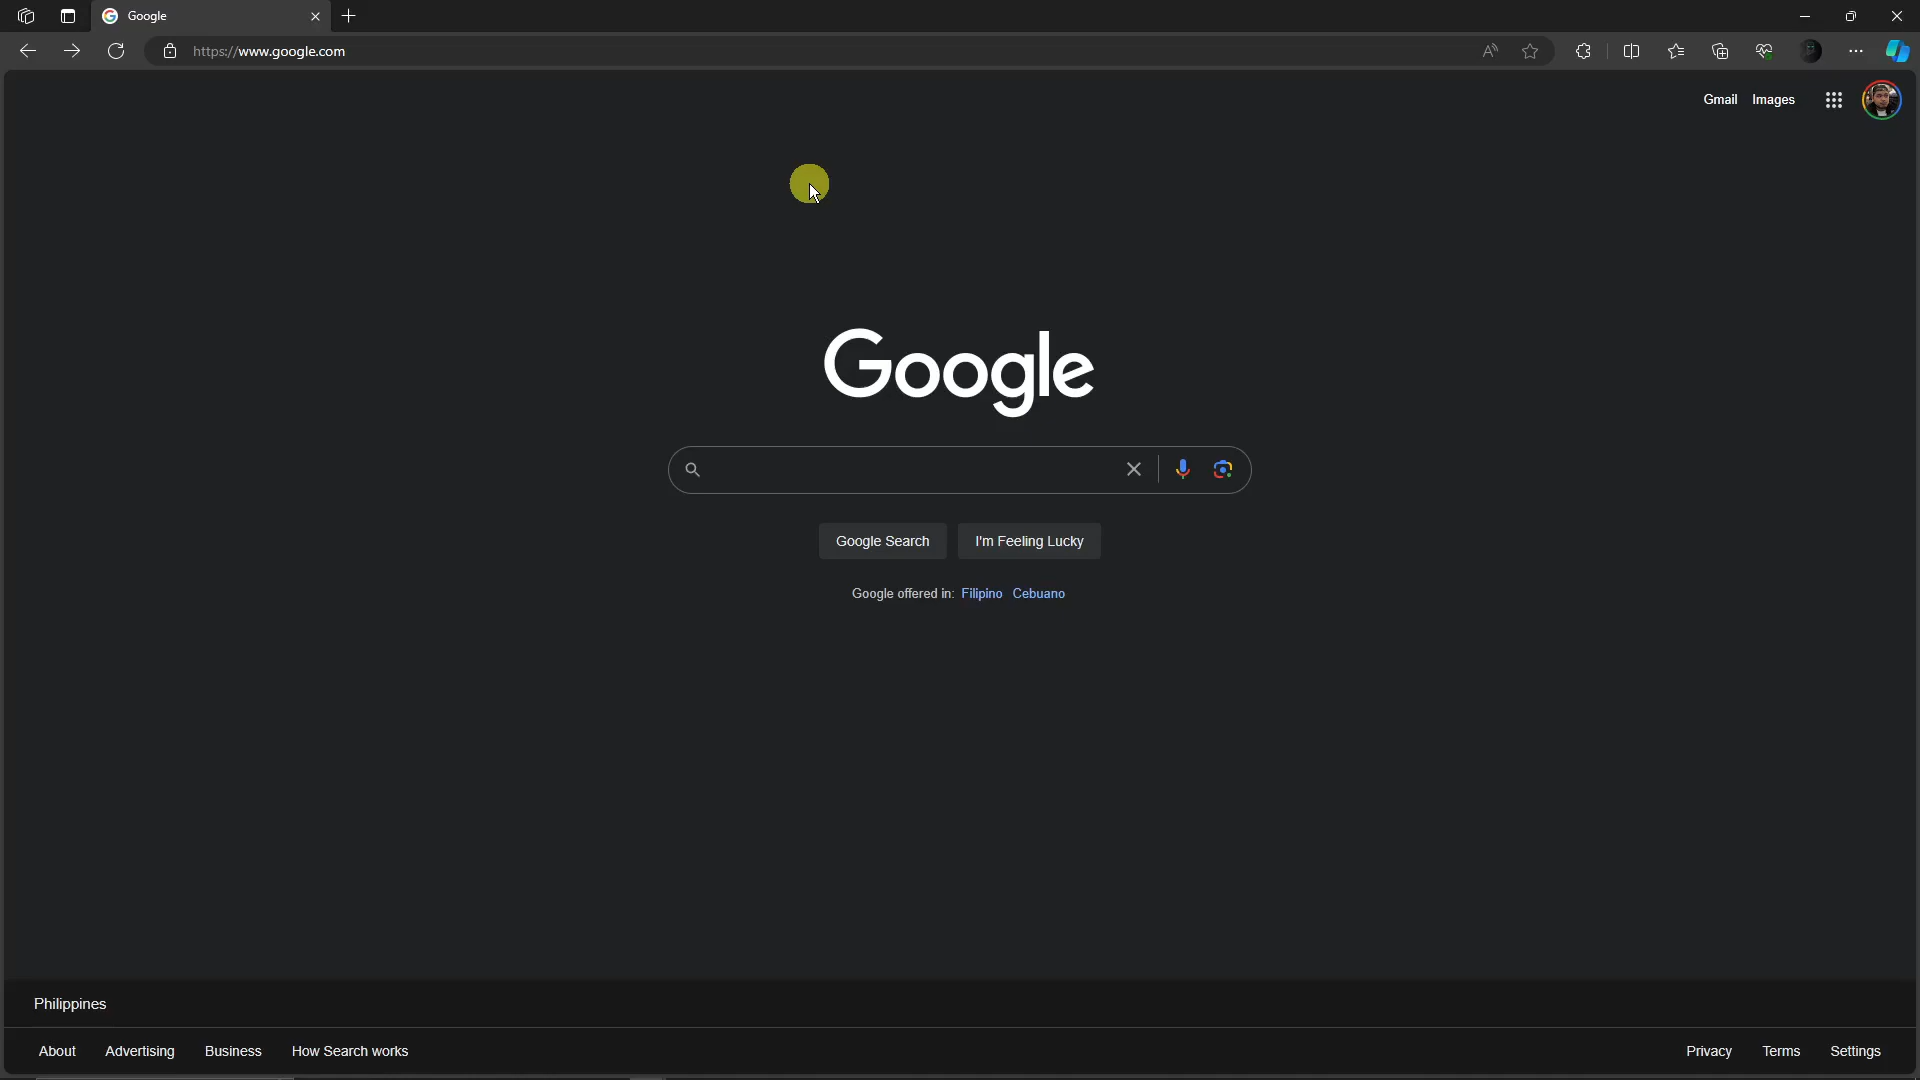 Google
https://www.google.com
Gmail Images
Google
Google Search I'm Feeling Lucky
Google offered in: Filipino Cebuano
Philippines
About Advertising Business How Search works Privacy Terms Settings